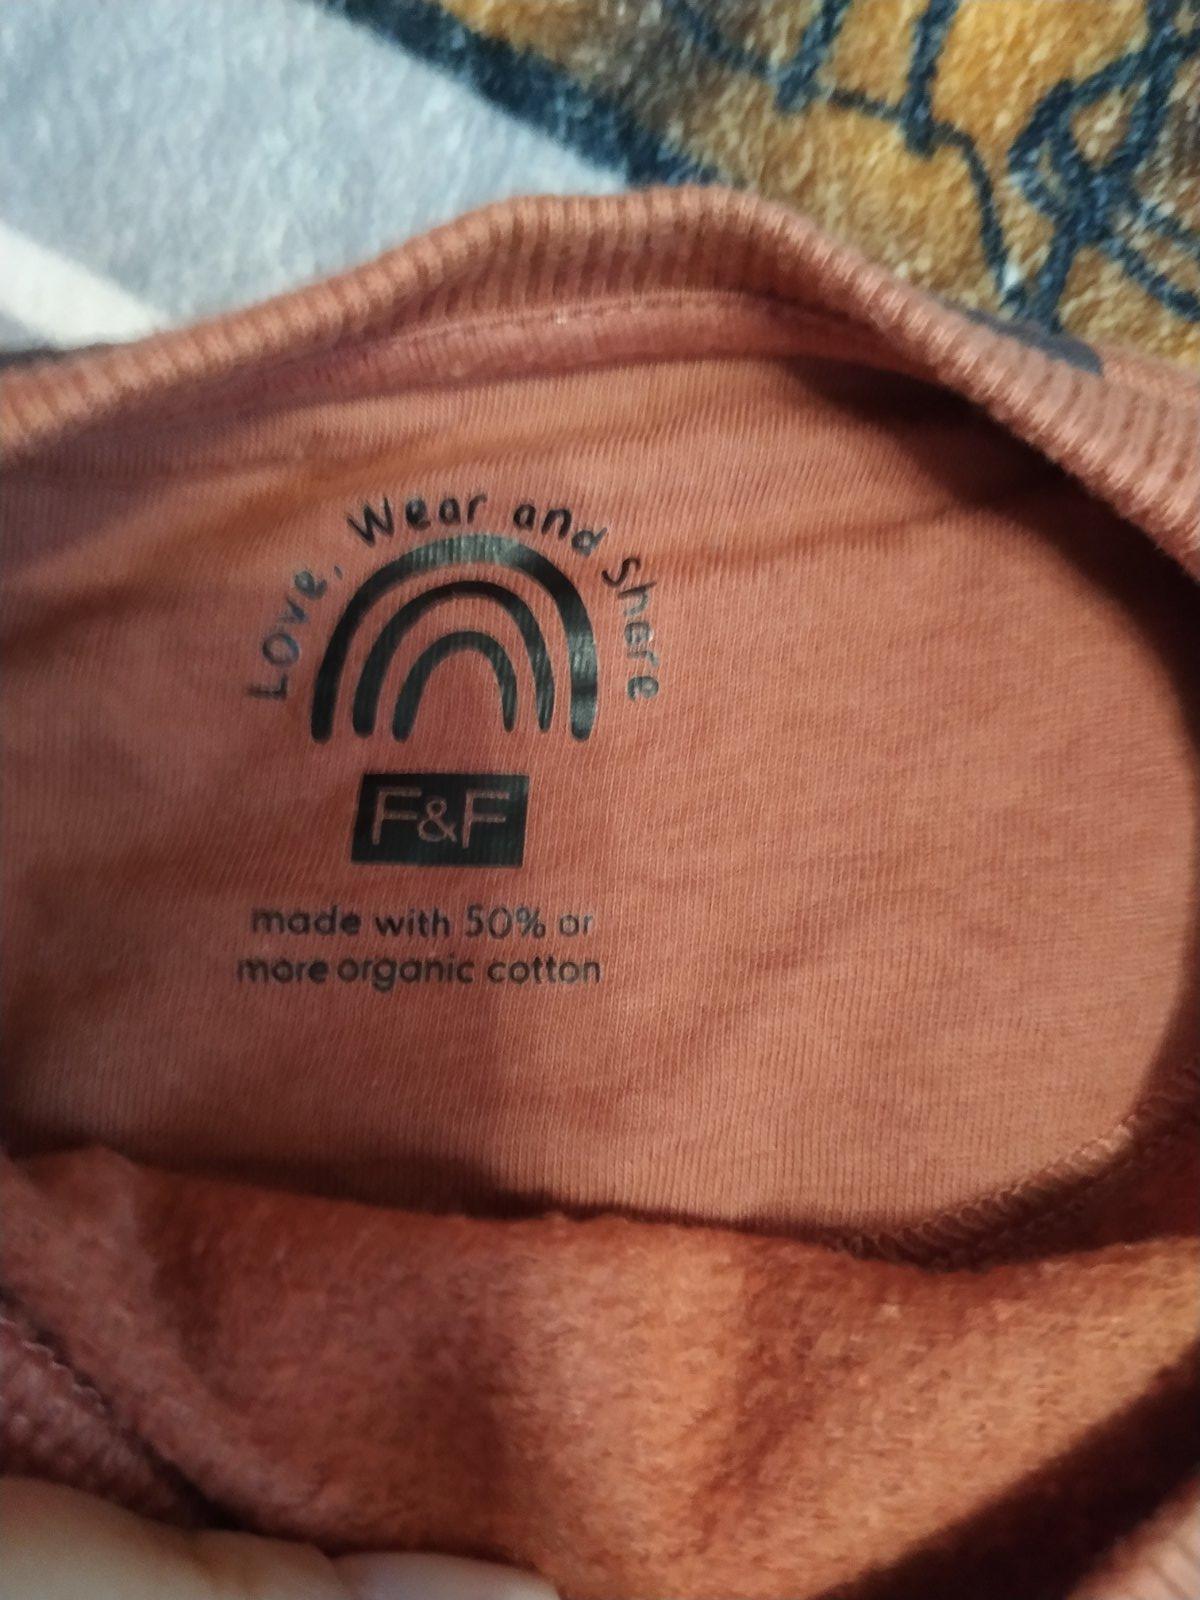 Love, Wear and Share
F&F
made with 50% or
more organic cotton